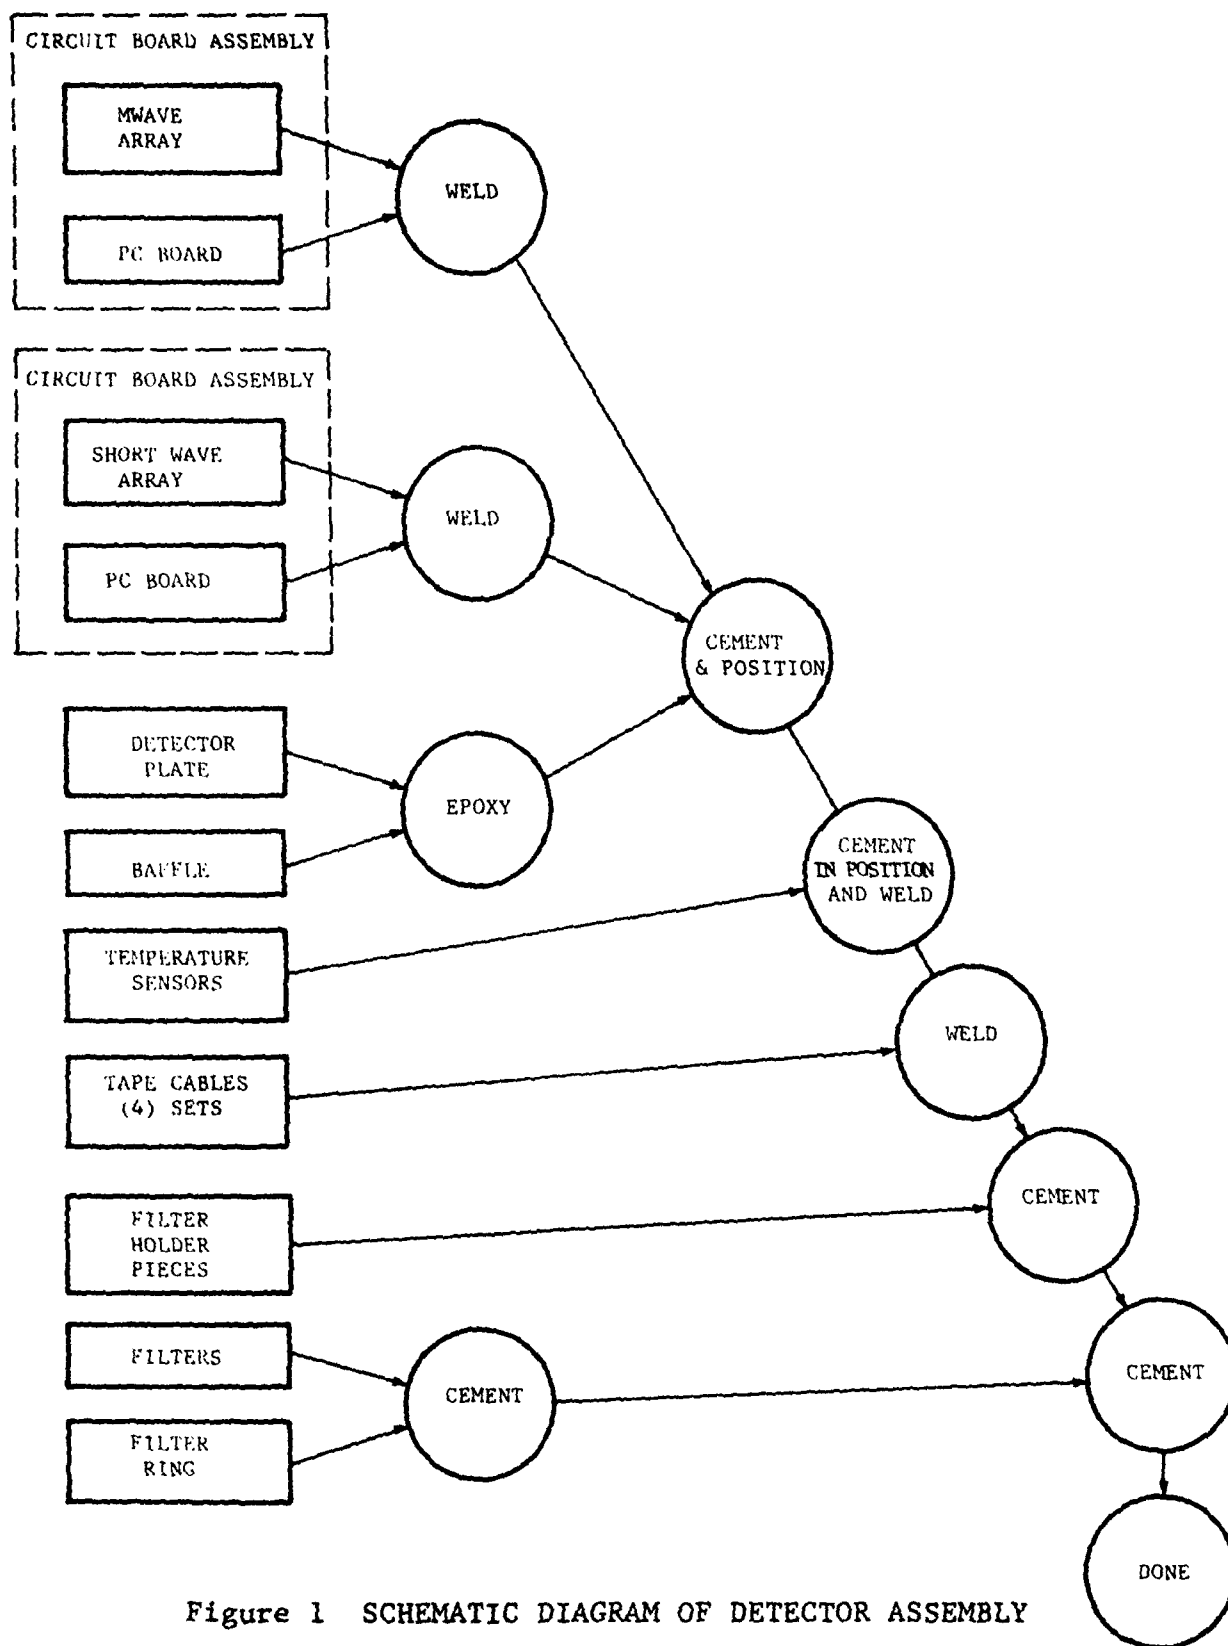 CIRCUIT BOARD ASSEMBLY
MWAVE
ARRAY
PC BOARD
WELD
CIRCUIT BOARD ASSEMBLY
SHORT WAVE
ARRAY
PC BOARD
WELD
CEMENT
& POSITION
DETECTOR
PLATE
BAFFLE
EPOXY
CEMENT
IN POSITION
AND WELD
TEMPERATURE
SENSORS
WELD
TAPE CABLES
(4) SETS
CEMENT
FILTER
HOLDER
PIECES
FILTERS
FILTER
RING
CEMENT
CEMENT
DONE
Figure 1 SCHEMATIC DIAGRAM OF DETECTOR ASSEMBLY